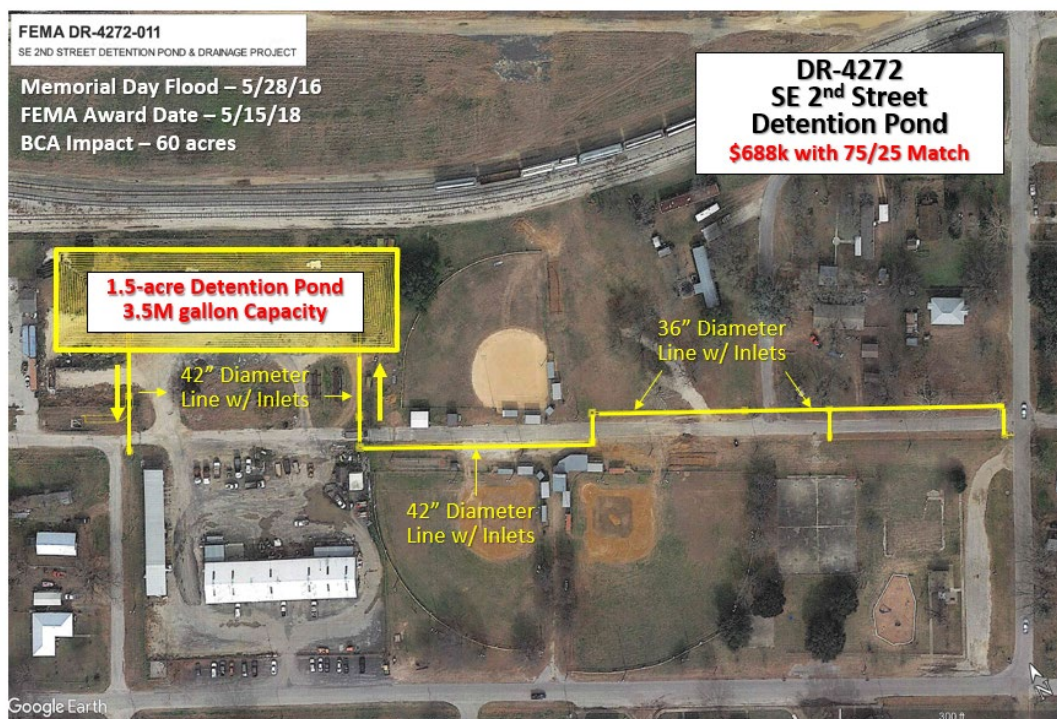 FEMA DR-4272-011
SE 2ND STREET DETENTION POND & DRAINAGE PROJECT
Memorial Day Flood – 5/28/16
FEMA Award Date – 5/15/18
BCA Impact – 60 acres
DR-4272
SE 2nd Street
Detention Pond
$688k with 75/25 Match
1.5-acre Detention Pond
3.5M gallon Capacity
36” Diameter
Line w/ Inlets
42” Diameter
Line w/ Inlets
42” Diameter
Line w/ Inlets
Google Earth
N
300 ft